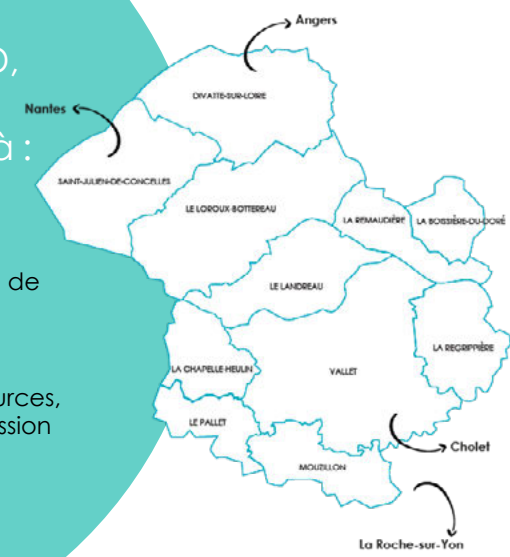 ),
à :
de
urces,
ssion
Angers
Nantes
DIVATTE-SUR-LOIRE
SAINT-JULIEN-DE-CONCELLES
LE LOROUX-BOTTEREAU
LA REMAUDIÈRE
LA BOISSIÈRE-DU-DORÉ
LE LANDREAU
LA REGRIPPIÈRE
LA CHAPELLE-HEULIN
VALLET
LE PALLET
MOUZILLON
Cholet
La Roche-sur-Yon